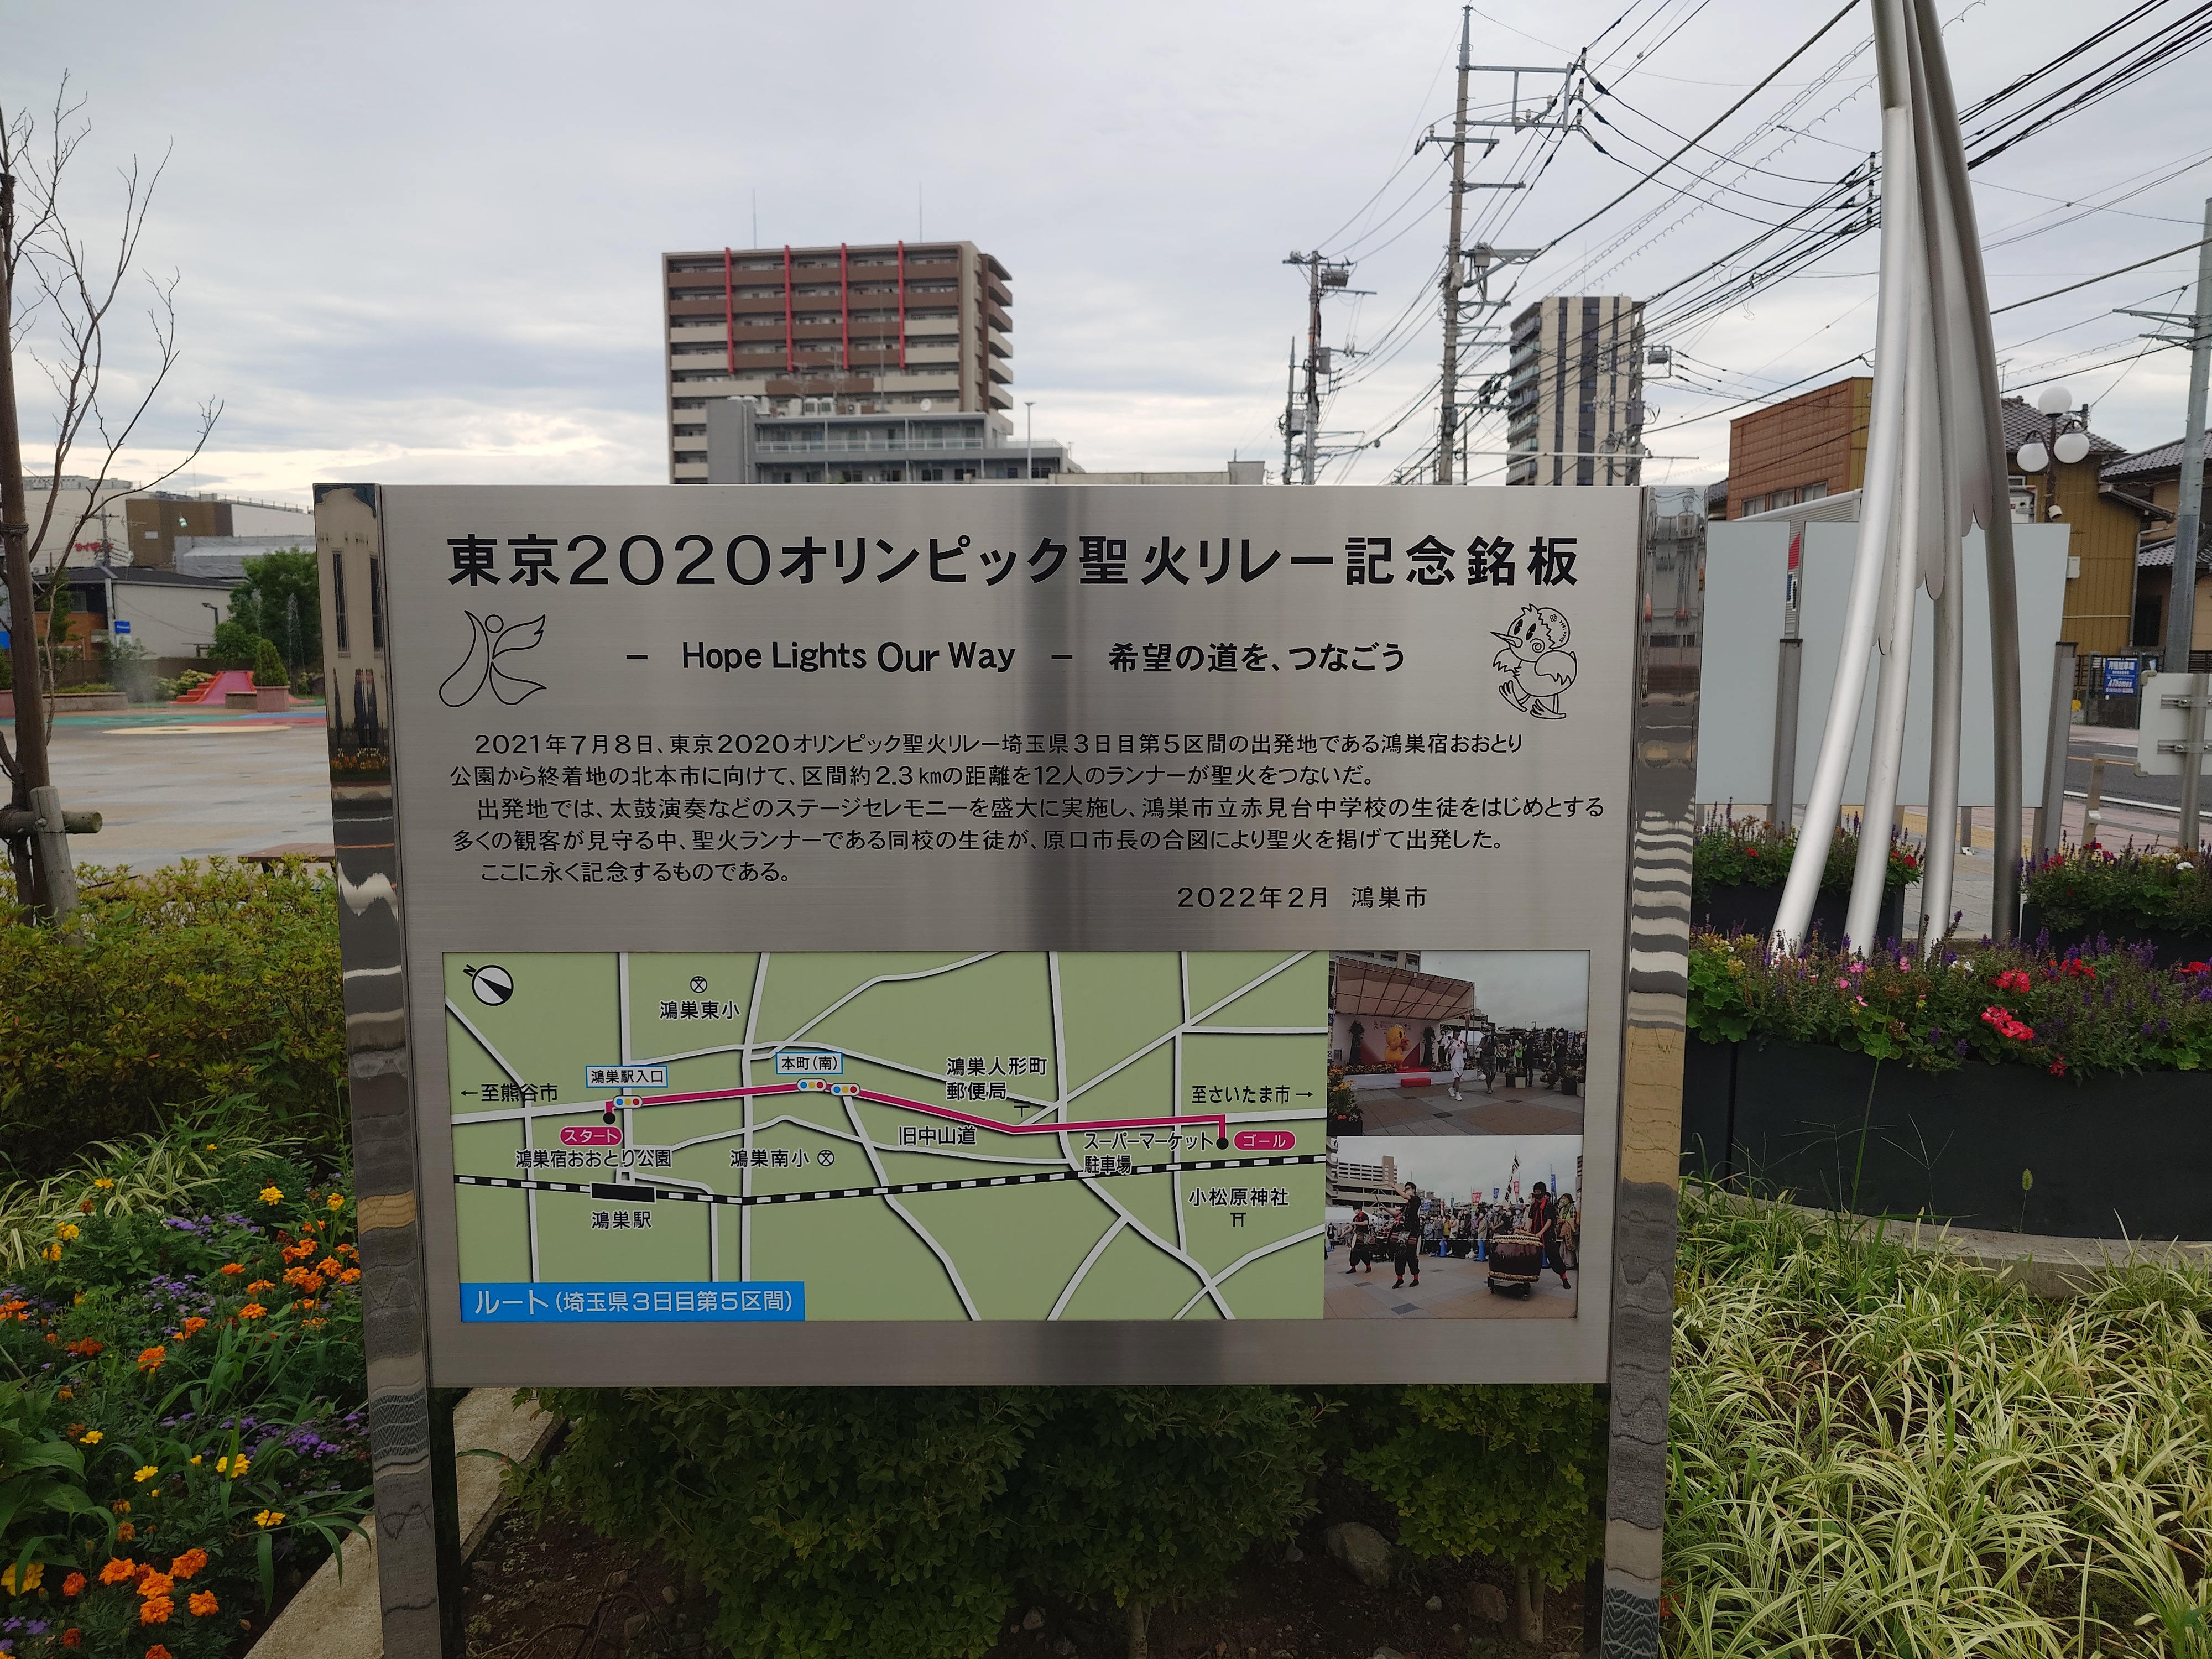 東京2020オリンピック聖火リレー記念銘板
－ Hope Lights Our Way － 希望の道を、つなごう
2021年7月8日、東京2020オリンピック聖火リレー埼玉県3日目第5区間の出発地である鴻巣宿おおとり
公園から終着地の北本市に向けて、区間約2.3㎞の距離を12人のランナーが聖火をつないだ。
出発地では、太鼓演奏などのステージセレモニーを盛大に実施し、鴻巣市立赤見台中学校の生徒をはじめとする
多くの観客が見守る中、聖火ランナーである同校の生徒が、原口市長の合図により聖火を掲げて出発した。
ここに永く記念するものである。
2022年2月 鴻巣市
N
鴻巣東小
本町(南)
鴻巣駅入口
鴻巣人形町
郵便局
←至熊谷市
至さいたま市→
スタート
旧中山道
スーパーマーケット
駐車場
ゴール
鴻巣宿おおとり公園
鴻巣南小
小松原神社
鴻巣駅
ルート(埼玉県3日目第5区間)